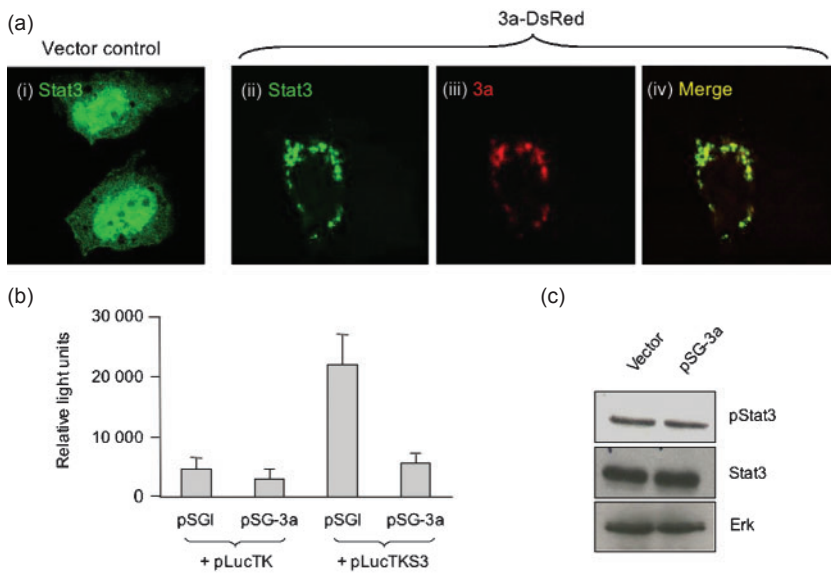 (a)
3a-DsRed
Vector control
(i) Stat3
(ii) Stat3
(iii) 3a
(iv) Merge
(b)
Relative light units
30 000
20 000
10 000
0
pSGI pSG-3a pSGI pSG-3a
+ pLucTK + pLucTKS3
(c)
Vector pSG-3a
pStat3
Stat3
Erk